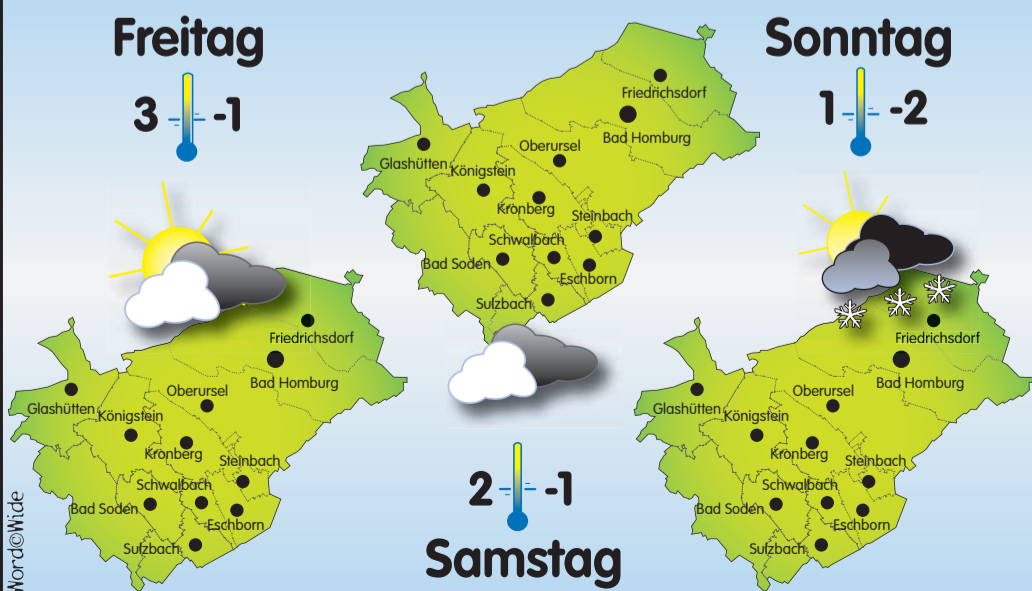 Freitag
3 -1
Friedrichsdorf
Bad Homburg
Oberursel
Glashütten
Königstein
Kronberg
Steinbach
Schwalbach
Bad Soden
Eschborn
Sulzbach
Friedrichsdorf
Bad Homburg
Oberursel
Glashütten
Königstein
Kronberg
Steinbach
Schwalbach
Bad Soden
Eschborn
Sulzbach
2 -1
Samstag
Sonntag
1 -2
Friedrichsdorf
Bad Homburg
Oberursel
Glashütten
Königstein
Kronberg
Steinbach
Schwalbach
Bad Soden
Eschborn
Sulzbach
Word©Wide